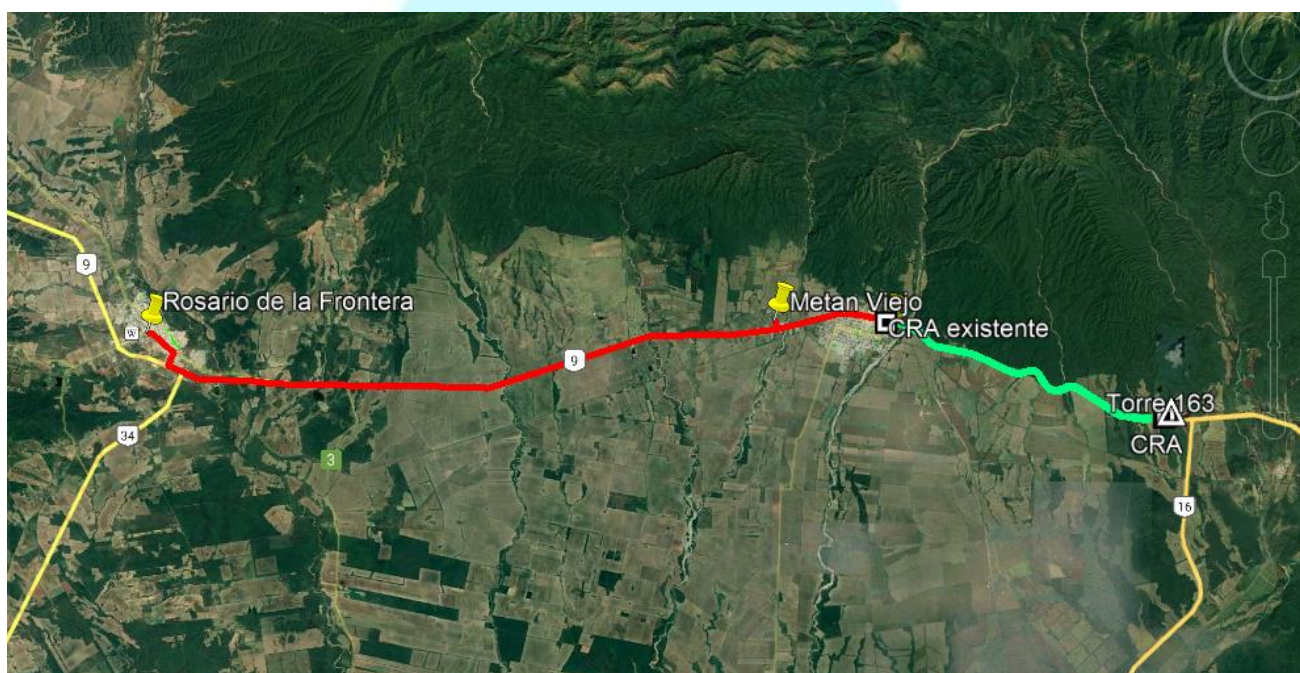 9
Rosario de la Frontera
W
34
3
9
Metan Viejo
CRA existente
Torre 163
CRA
16